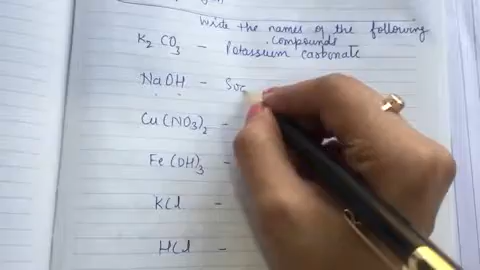 Write the names of the following
compounds
K2 CO3 - Potassium carbonate
NaOH - Soc
Cu(NO3)2 -
Fe(OH)3 -
KCl -
HCl -